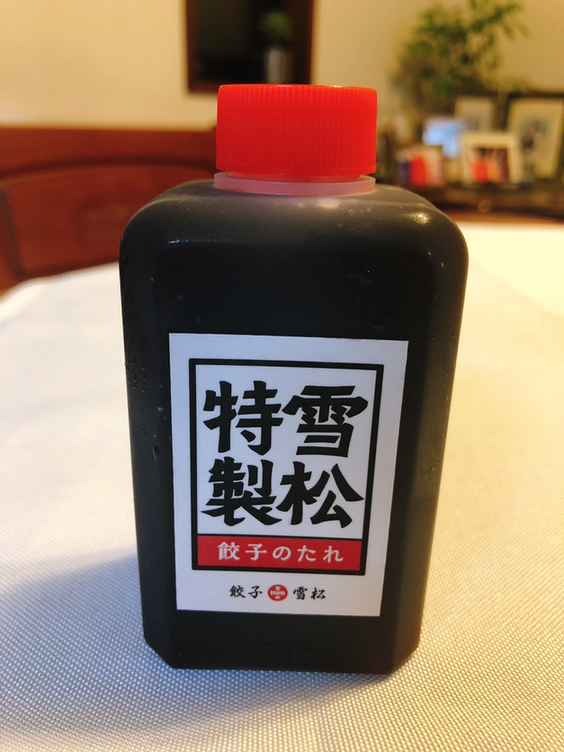 雪松
特製
餃子のたれ
餃子 雪松